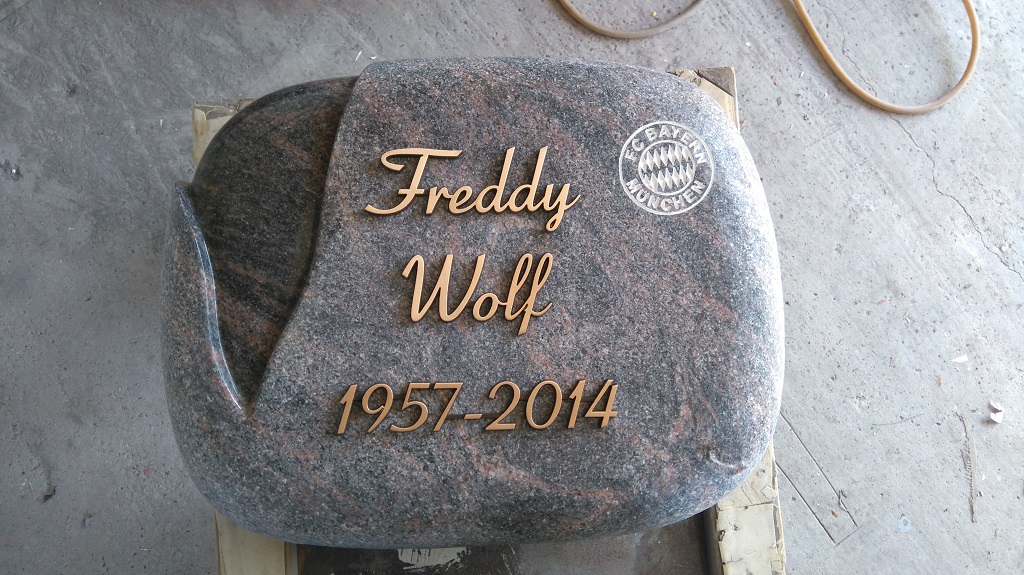 Freddy
Wolf
1957-2014
FC BAYERN
MÜNCHEN